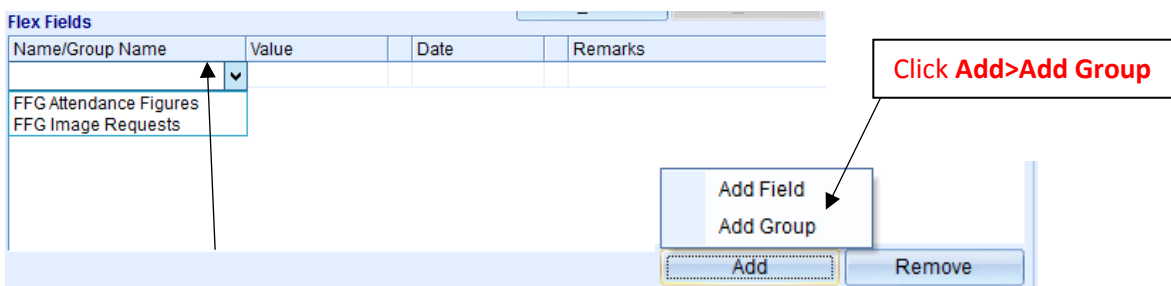 Flex Fields
Name/Group Name Value Date Remarks
Click Add>Add Group
FFG Attendance Figures
FFG Image Requests
Add Field
Add Group
Add Remove